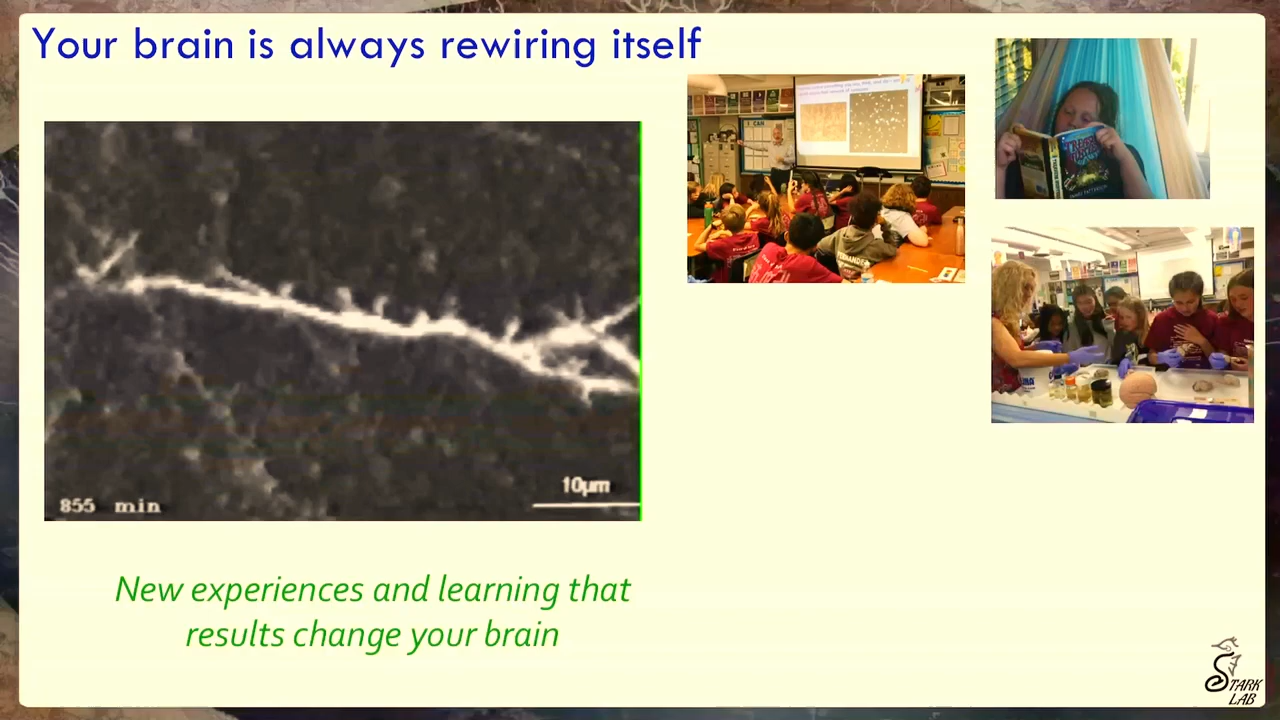 Your brain is always rewiring itself
I CAN
855 min
10µm
New experiences and learning that
results change your brain
STARK
LAB